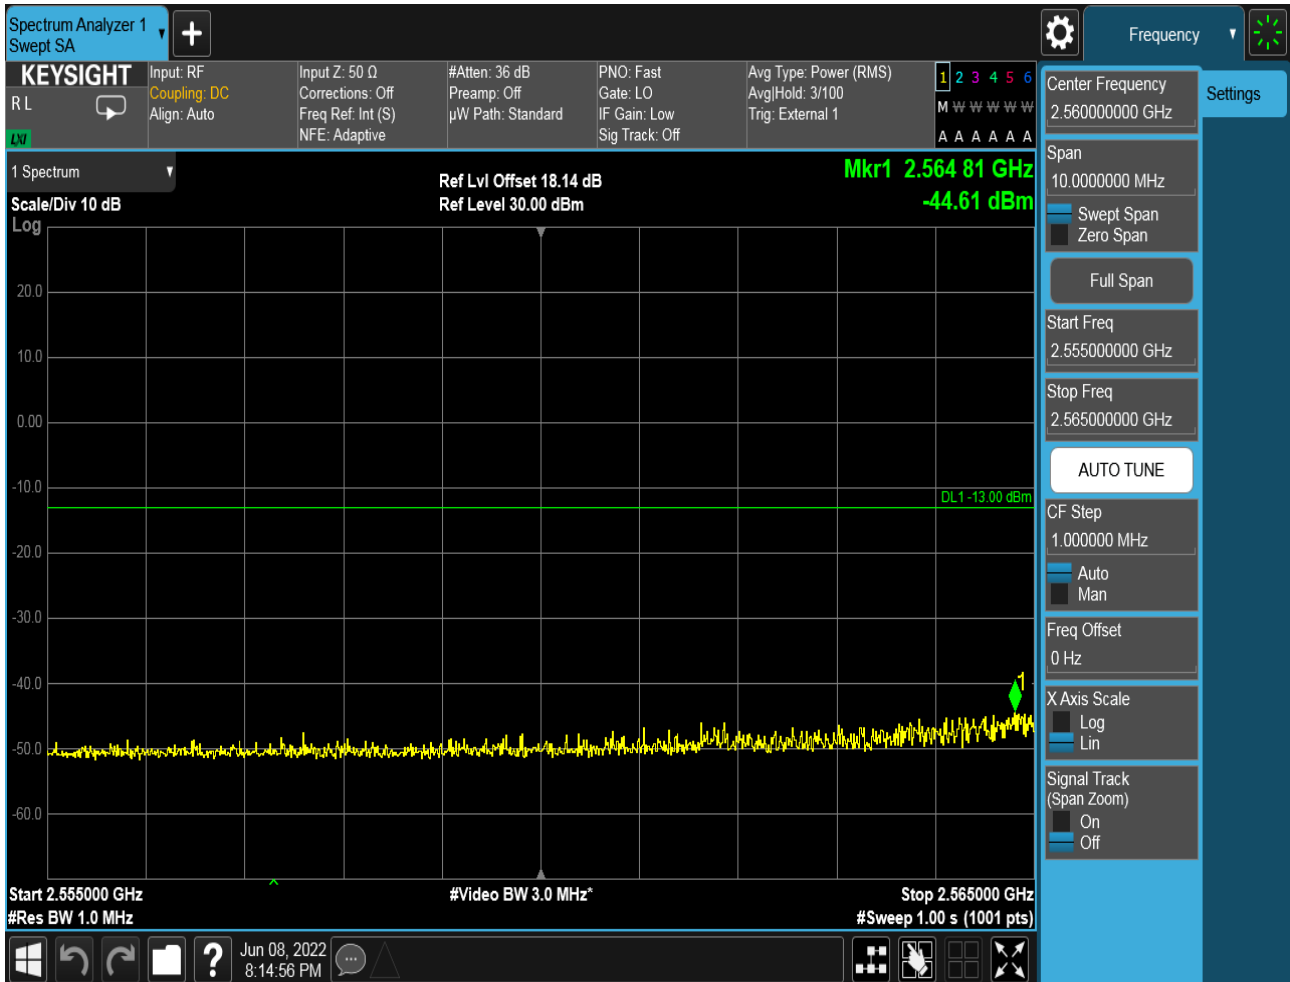 Spectrum Analyzer 1
Swept SA
Frequency
KEYSIGHT
R L
LXI
Input: RF
Coupling: DC
Align: Auto
Input Z: 50 Ω
Corrections: Off
Freq Ref: Int (S)
NFE: Adaptive
#Atten: 36 dB
Preamp: Off
µW Path: Standard
PNO: Fast
Gate: LO
IF Gain: Low
Sig Track: Off
Avg Type: Power (RMS)
Avg|Hold: 3/100
Trig: External 1
1 2 3 4 5 6
M W W W W W
A A A A A A
1 Spectrum
Scale/Div 10 dB
Log
Ref Lvl Offset 18.14 dB
Ref Level 30.00 dBm
Mkr1 2.564 81 GHz
-44.61 dBm
20.0
10.0
0.00
-10.0
-20.0
-30.0
-40.0
-50.0
-60.0
DL1 -13.00 dBm
1
Start 2.555000 GHz
#Res BW 1.0 MHz
#Video BW 3.0 MHz*
Stop 2.565000 GHz
#Sweep 1.00 s (1001 pts)
Center Frequency
2.560000000 GHz
Span
10.0000000 MHz
Swept Span
Zero Span
Full Span
Start Freq
2.555000000 GHz
Stop Freq
2.565000000 GHz
AUTO TUNE
CF Step
1.000000 MHz
Auto
Man
Freq Offset
0 Hz
X Axis Scale
Log
Lin
Signal Track
(Span Zoom)
On
Off
Settings
?
Jun 08, 2022
8:14:56 PM